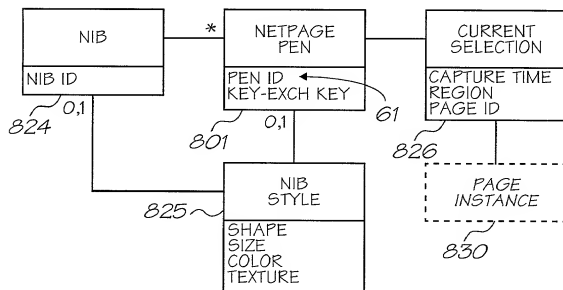 NIB
NIB ID
824
0,1
*
NETPAGE
PEN
PEN ID
KEY-EXCH KEY
801
0,1
61
CURRENT
SELECTION
CAPTURE TIME
REGION
PAGE ID
826
NIB
STYLE
825
SHAPE
SIZE
COLOR
TEXTURE
PAGE
INSTANCE
830